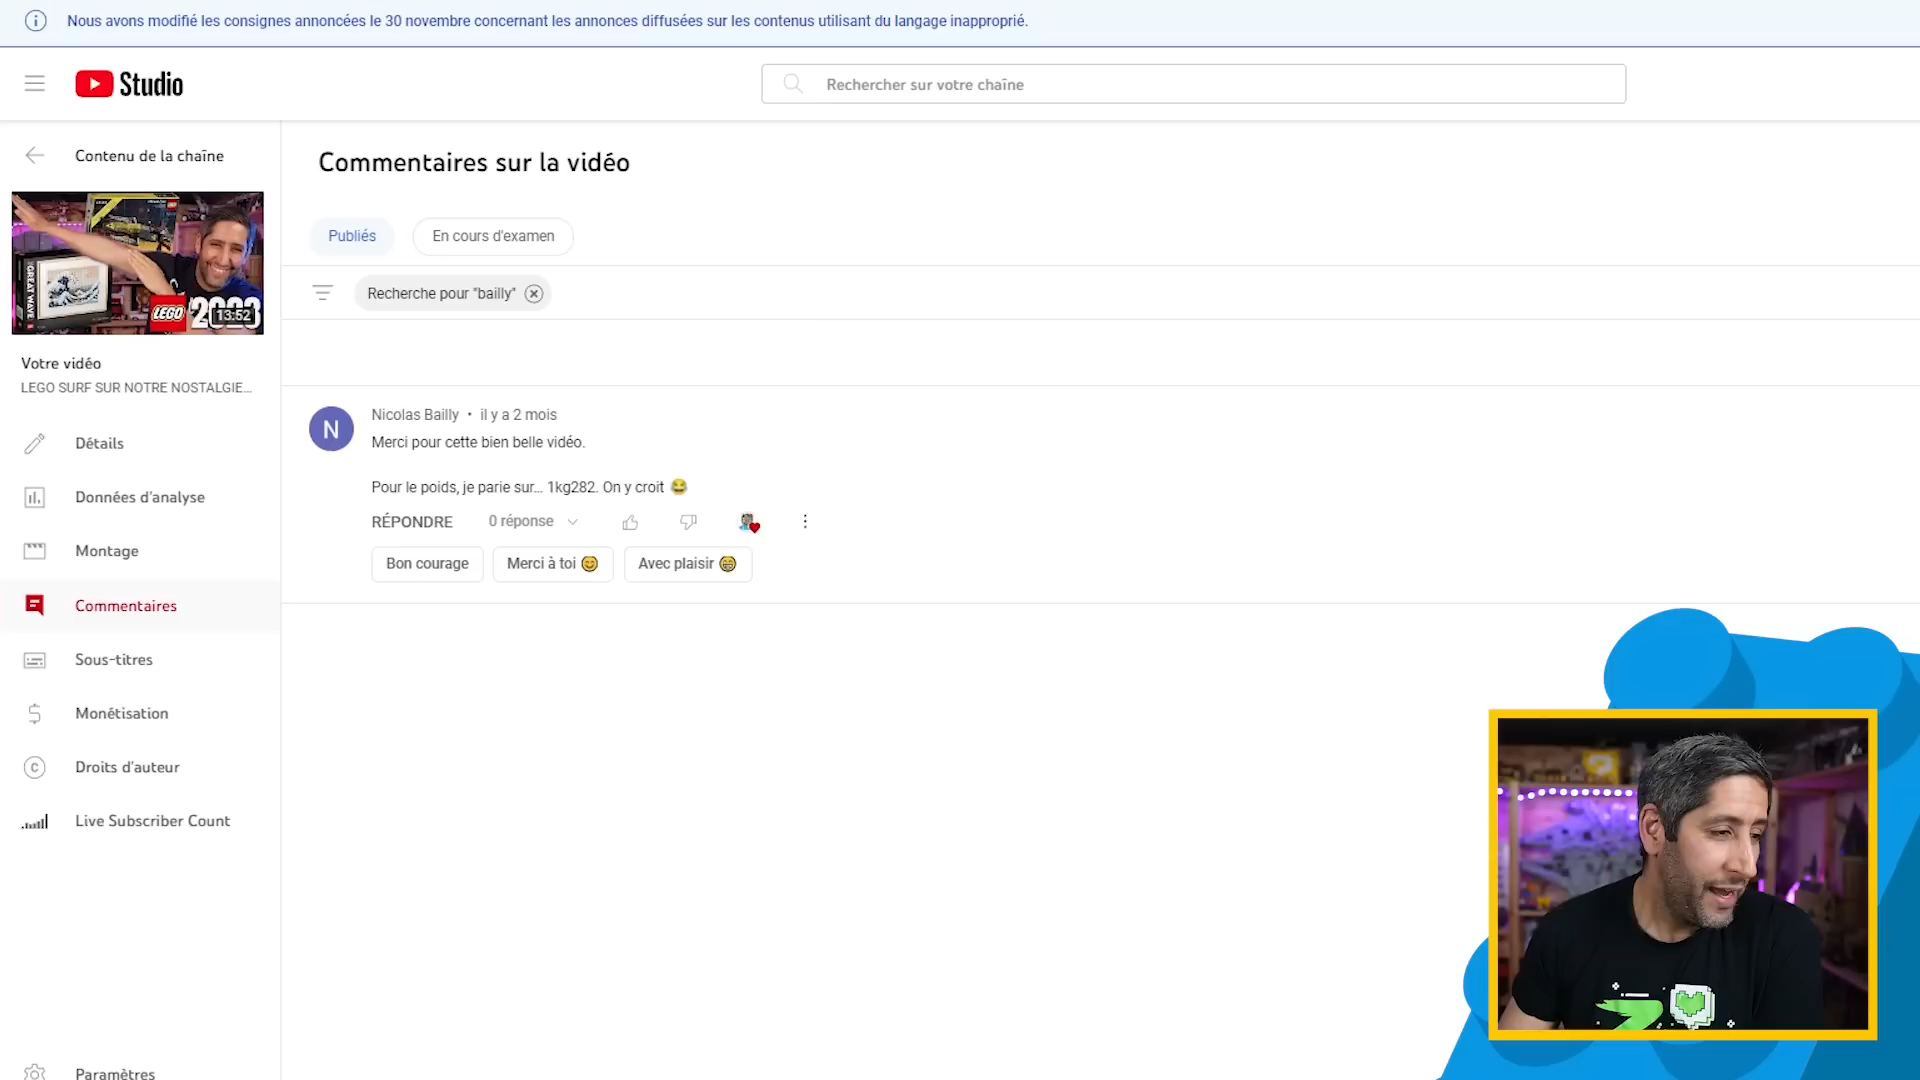 Nous avons modifié les consignes annoncées le 30 novembre concernant les annonces diffusées sur les contenus utilisant du langage inapproprié.
Studio
Rechercher sur votre chaîne
Contenu de la chaîne
Commentaires sur la vidéo
Publiés
En cours d'examen
Recherche pour "bailly"
GREAT WAVE
LEGO
2023
13:52
Votre vidéo
LEGO SURF SUR NOTRE NOSTALGIE...
Nicolas Bailly • il y a 2 mois
N
Merci pour cette bien belle vidéo.
Pour le poids, je parie sur... 1kg282. On y croit 😂
RÉPONDRE
0 réponse
Bon courage
Merci à toi 😊
Avec plaisir 😁
Détails
Données d'analyse
Montage
Commentaires
Sous-titres
Monétisation
Droits d'auteur
Live Subscriber Count
Paramètres